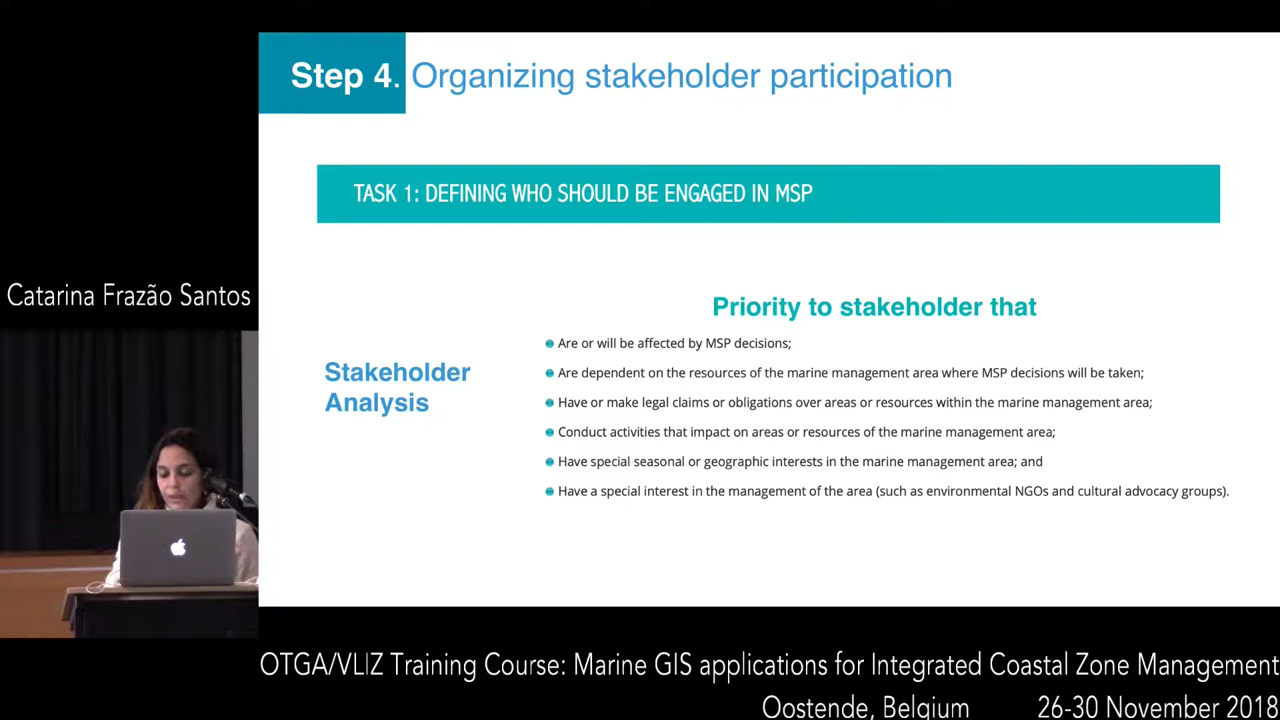 Step 4. Organizing stakeholder participation
TASK 1: DEFINING WHO SHOULD BE ENGAGED IN MSP
Catarina Frazão Santos
Priority to stakeholder that
Stakeholder
Analysis
Are or will be affected by MSP decisions;
Are dependent on the resources of the marine management area where MSP decisions will be taken;
Have or make legal claims or obligations over areas or resources within the marine management area;
Conduct activities that impact on areas or resources of the marine management area;
Have special seasonal or geographic interests in the marine management area; and
Have a special interest in the management of the area (such as environmental NGOs and cultural advocacy groups).
OTGA/VLIZ Training Course: Marine GIS applications for Integrated Coastal Zone Management
Oostende, Belgium 26-30 November 2018